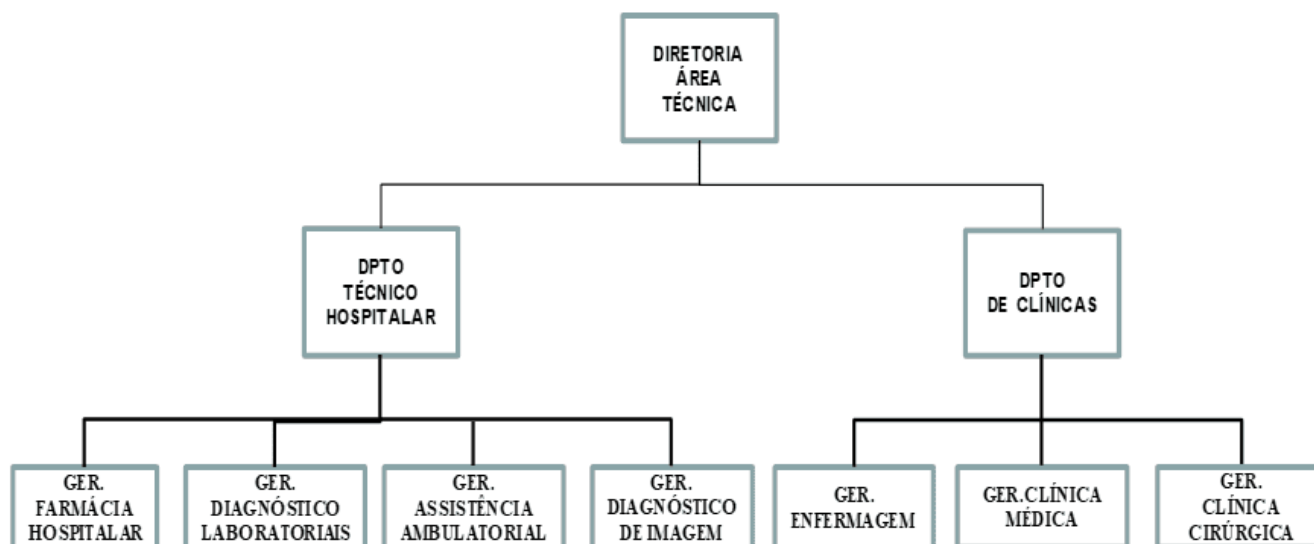 DIRETORIA
ÁREA
TÉCNICA
DPTO
TÉCNICO
HOSPITALAR
DPTO
DE CLÍNICAS
GER.
FARMÁCIA
HOSPITALAR
GER.
DIAGNÓSTICO
LABORATORIAIS
GER.
ASSISTÊNCIA
AMBULATORIAL
GER.
DIAGNÓSTICO
DE IMAGEM
GER.
ENFERMAGEM
GER.CLÍNICA
MÉDICA
GER.
CLÍNICA
CIRÚRGICA